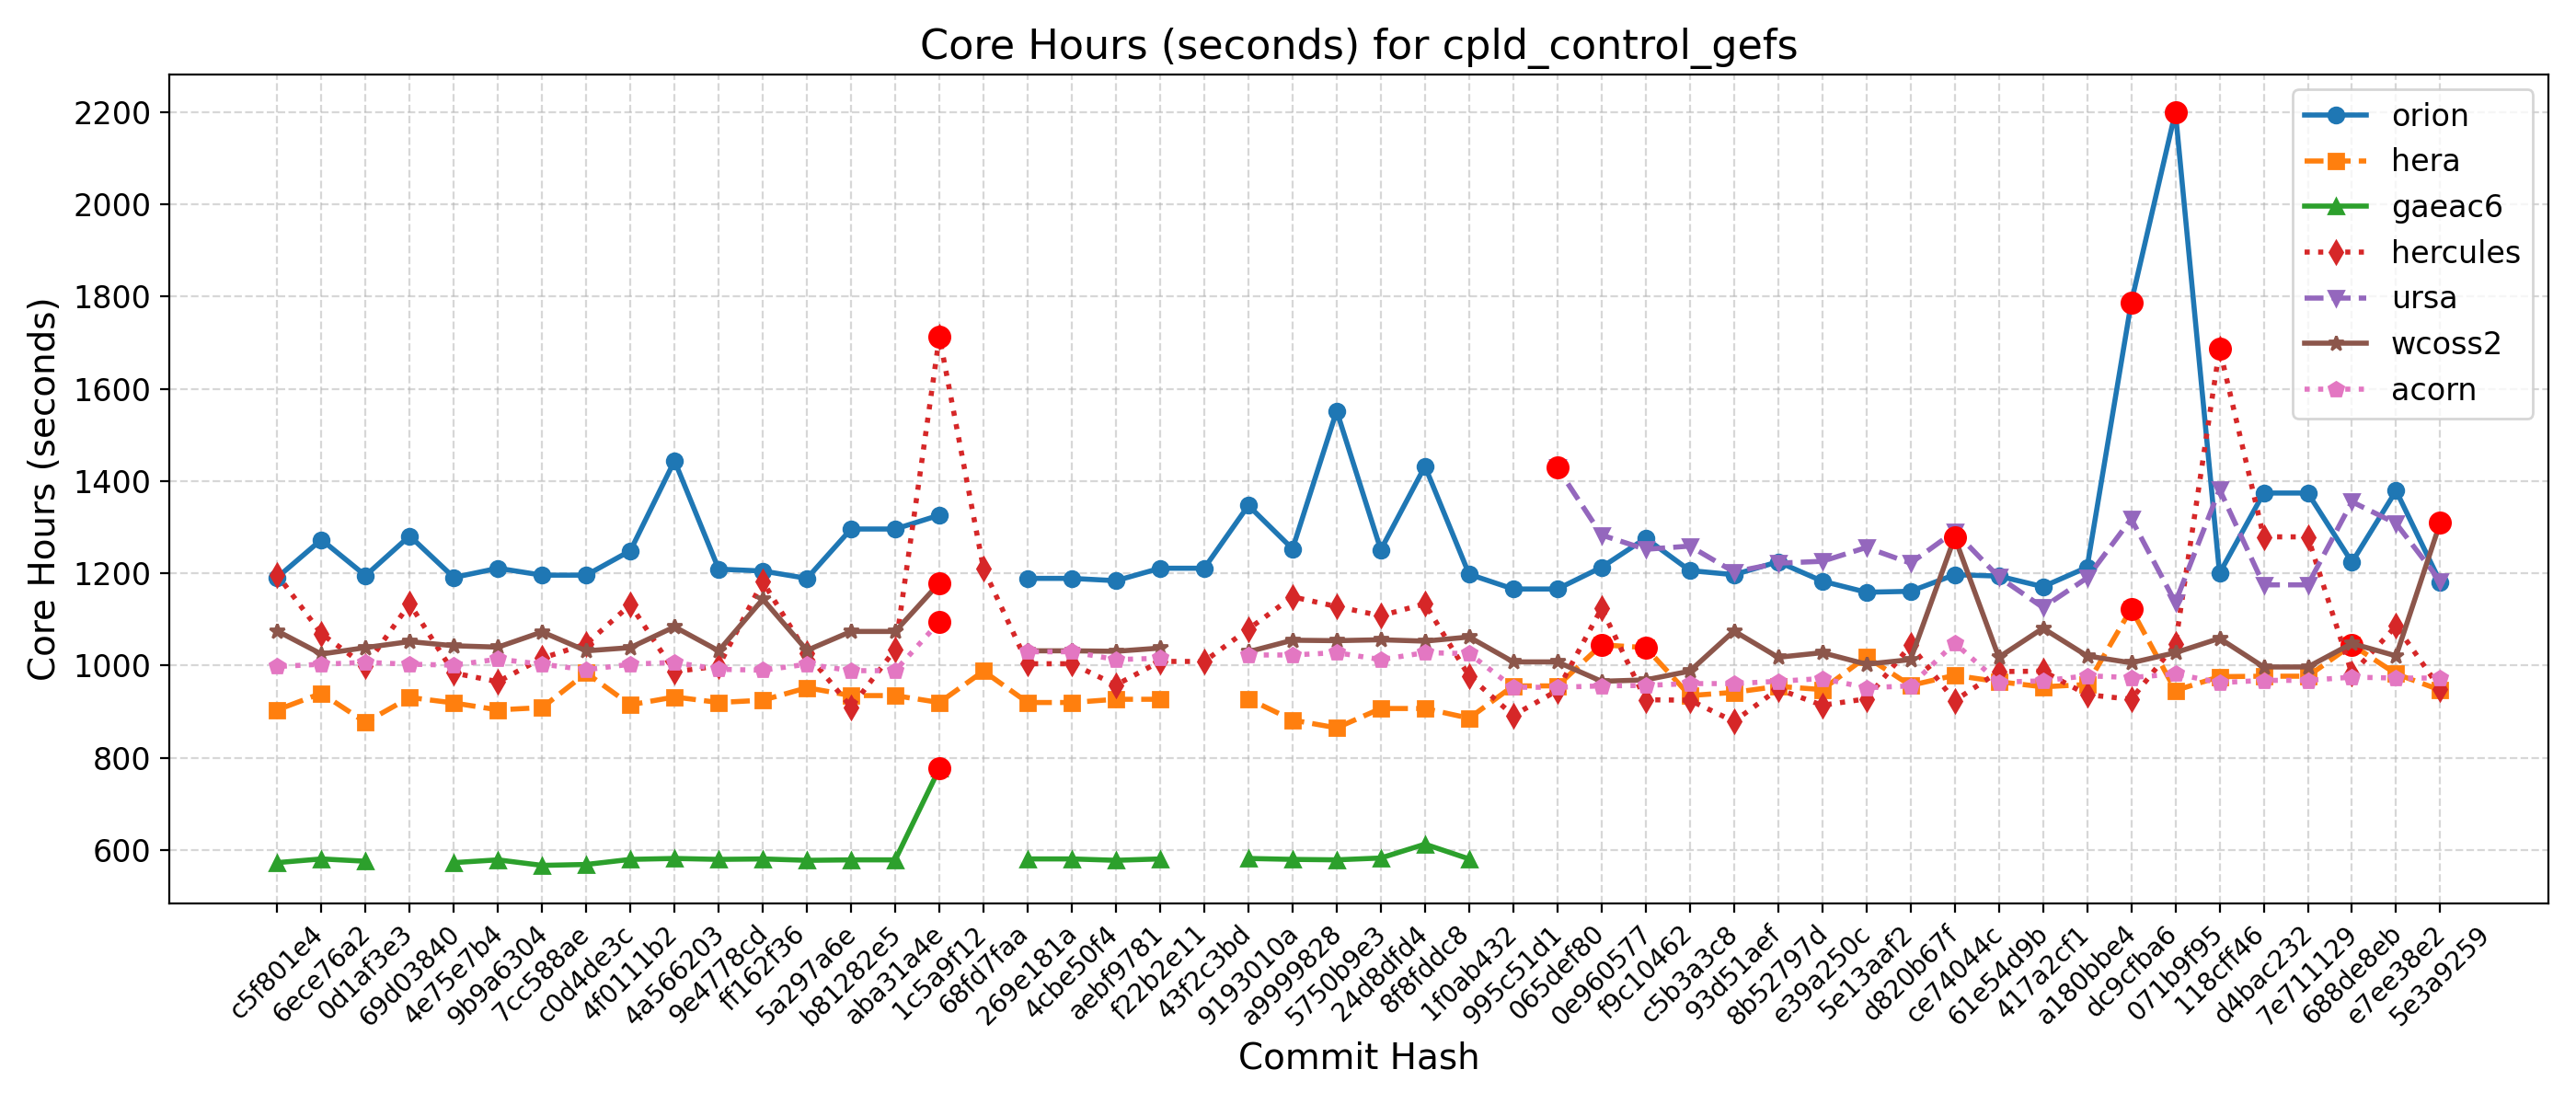 Core Hours (seconds) for cpld_control_gefs
Core Hours (seconds)
2200
2000
1800
1600
1400
1200
1000
800
600
orion
hera
gaeac6
hercules
ursa
wcoss2
acorn
c5f801e4
6ece76a2
0d1af3e3
69d03840
4e75e7b4
9b9a6304
7cc588ae
c0d4de3c
4f0111b2
4a566203
9e4778cd
ff162f36
5a297a6e
b81282e5
aba31a4e
1c5a9f12
68fd7faa
269e181a
4cbe50f4
aebf9781
f22b2e11
43f2c3bd
9193010a
a9999828
5750b9e3
24d8dfd4
8f8fddc8
1f0ab432
995c51d1
065def80
0e960577
f9c10462
c5b3a3c8
93d51aef
8b52797d
e39a250c
5e13aaf2
d820b67f
ce74044c
61e54d9b
417a2cf1
a180bbe4
dc9cfba6
071b9f95
118cff46
d4bac232
7e711129
688de8eb
e7ee38e2
5e3a9259
Commit Hash